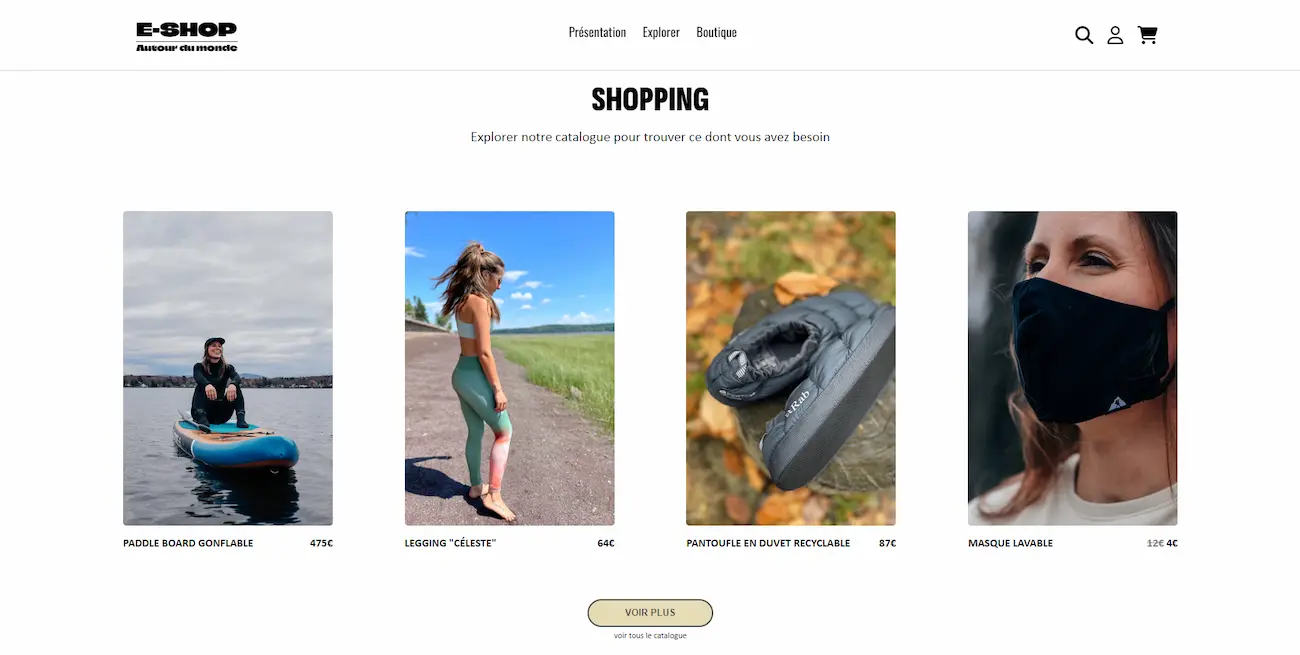 E-SHOP
Autour du monde
Présentation Explorer Boutique
SHOPPING
Explorer notre catalogue pour trouver ce dont vous avez besoin
Rab
PADDLE BOARD GONFLABLE 475€
LEGGING "CÉLESTE" 64€
PANTOUFLE EN DUVET RECYCLABLE 87€
MASQUE LAVABLE 12€ 4€
VOIR PLUS
voir tous le catalogue